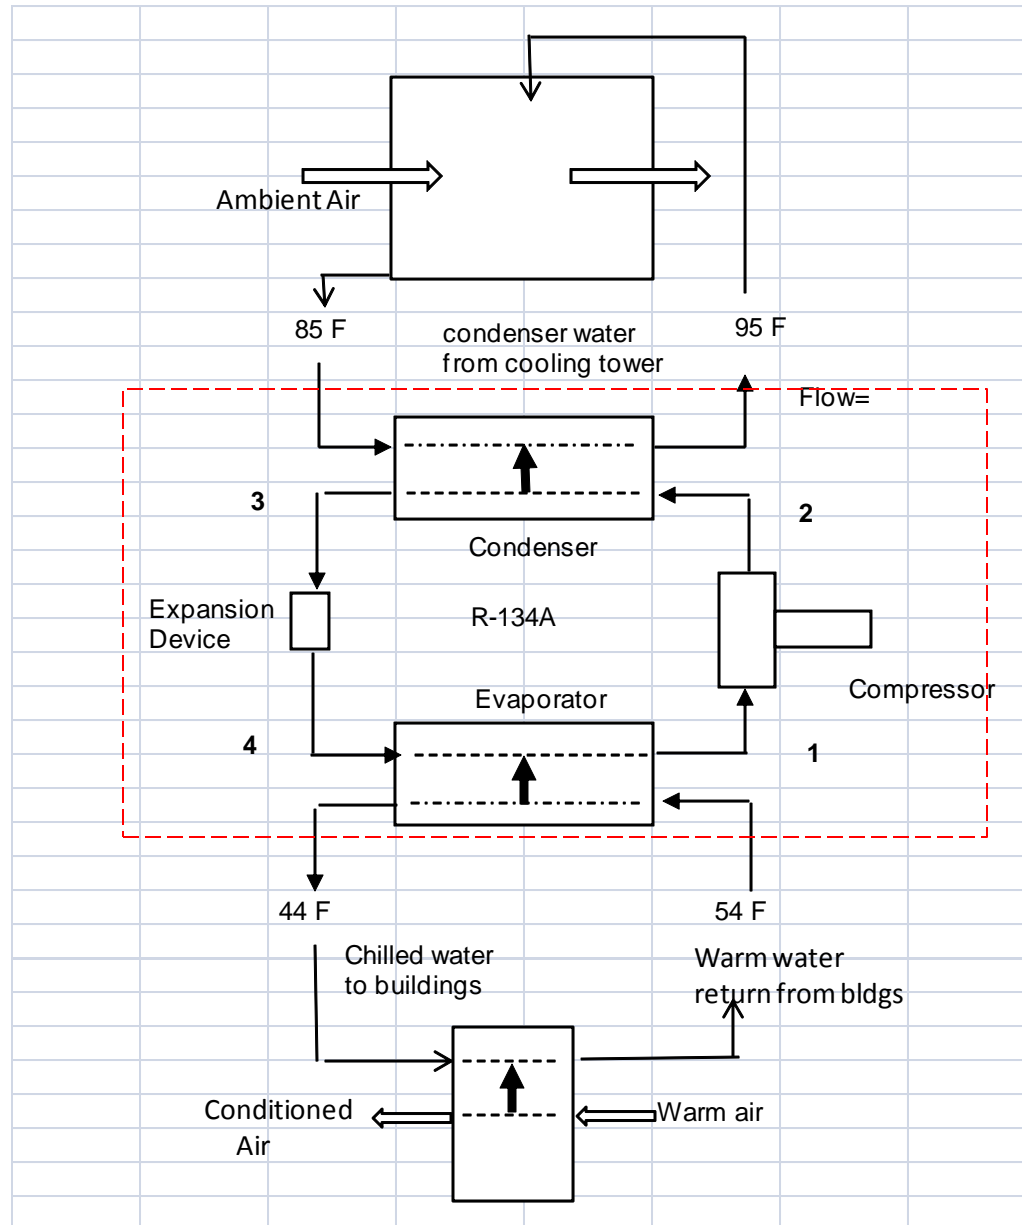 Ambient Air
85 F
condenser water
from cooling tower
95 F
Flow=
3
2
Condenser
Expansion
Device
R-134A
Compressor
Evaporator
4
1
44 F
54 F
Chilled water
to buildings
Warm water
return from bldgs
Conditioned
Air
Warm air